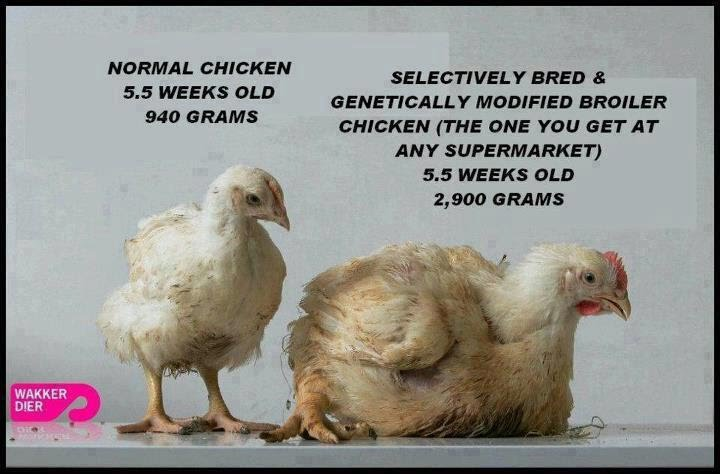 NORMAL CHICKEN
5.5 WEEKS OLD
940 GRAMS
SELECTIVELY BRED &
GENETICALLY MODIFIED BROILER
CHICKEN (THE ONE YOU GET AT
ANY SUPERMARKET)
5.5 WEEKS OLD
2,900 GRAMS
WAKKER
DIER